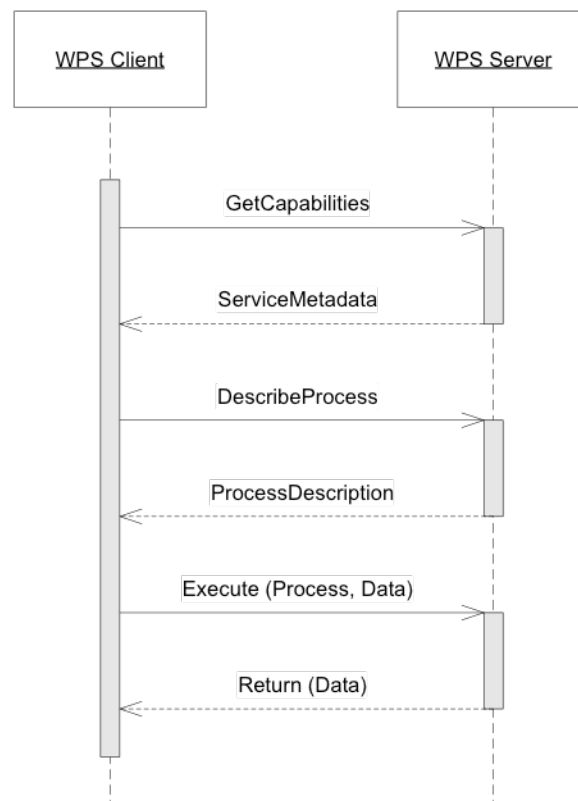 WPS Client
WPS Server
GetCapabilities
ServiceMetadata
DescribeProcess
ProcessDescription
Execute (Process, Data)
Return (Data)